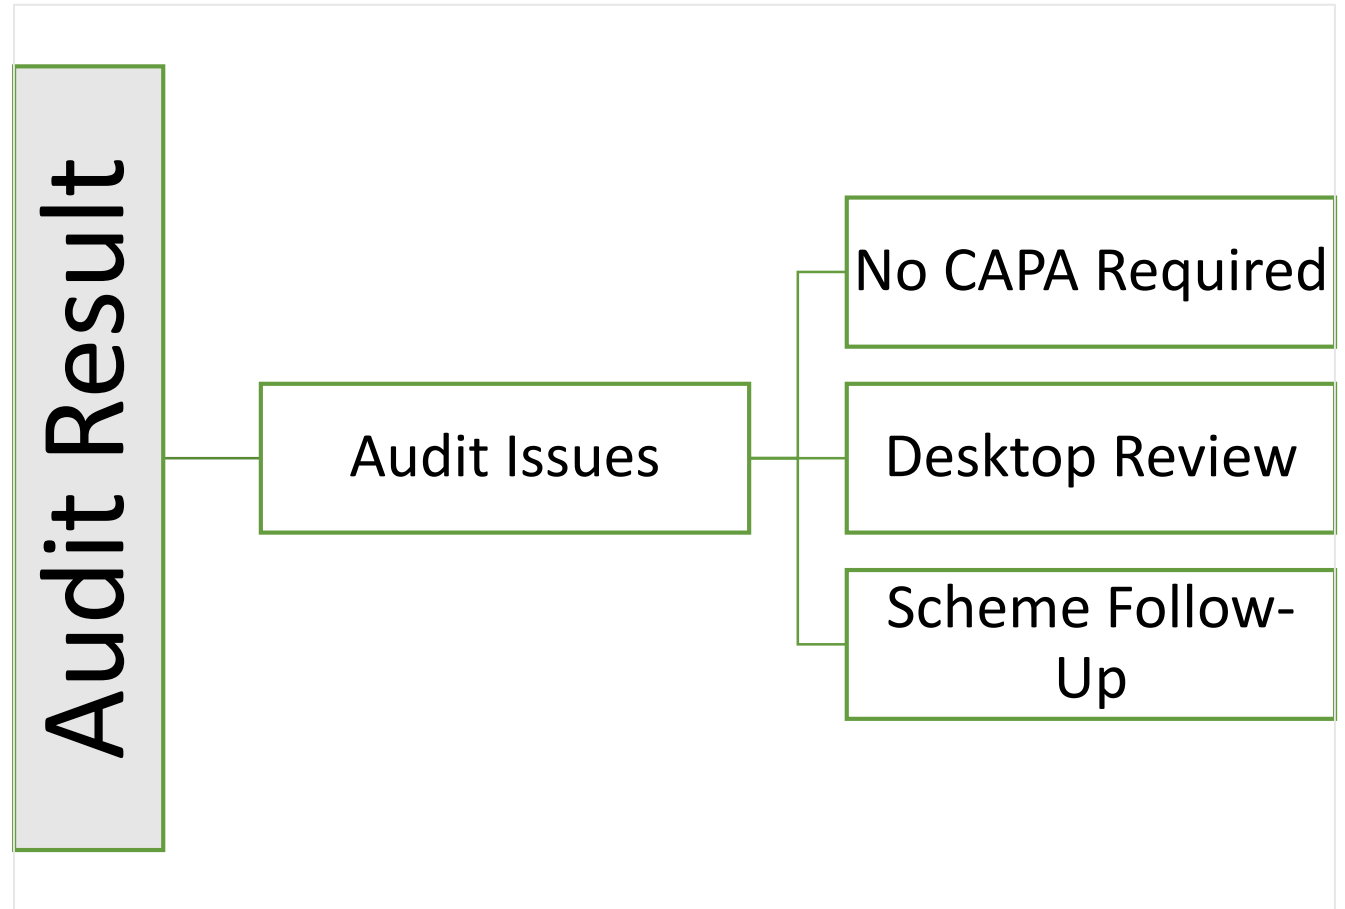 Audit Result
Audit Issues
No CAPA Required
Desktop Review
Scheme Follow-
Up